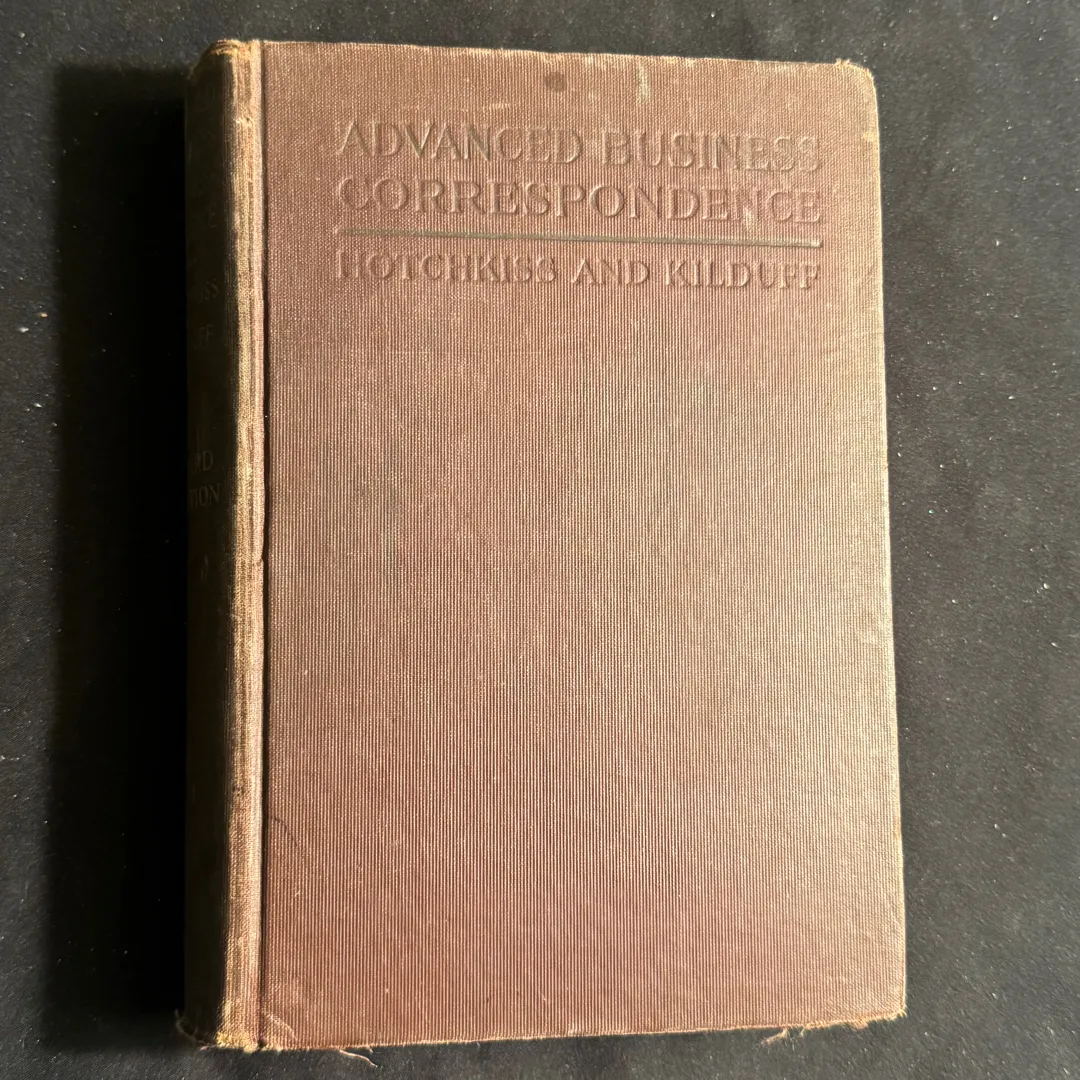 ADVANCED BUSINESS
CORRESPONDENCE
HOTCHKISS AND KILDUFF